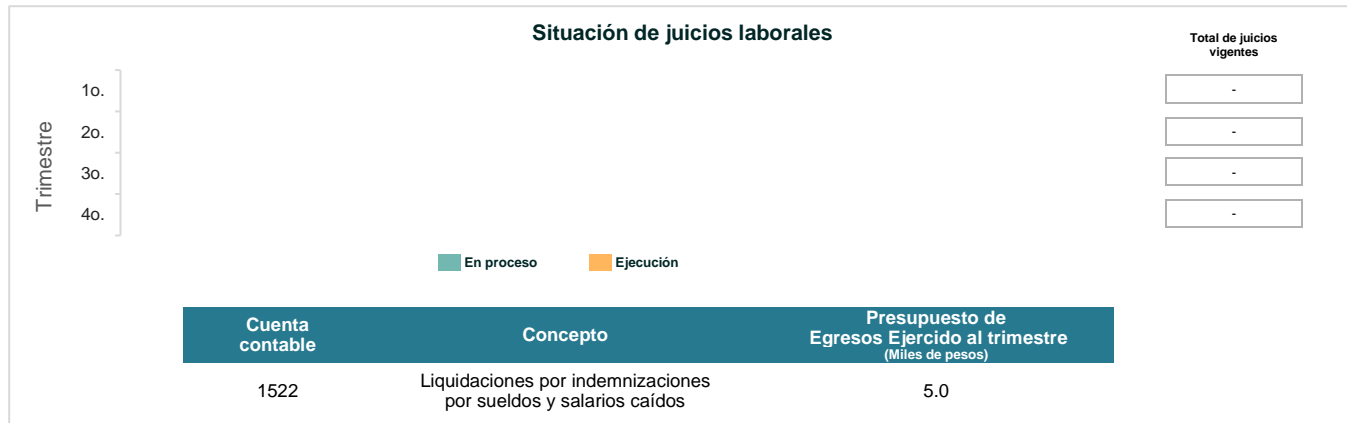 Situación de juicios laborales
Total de juicios
vigentes
Trimestre
1o.
-
2o.
-
3o.
-
4o.
-
En proceso
Ejecución
Cuenta
contable
Concepto
Presupuesto de
Egresos Ejercido al trimestre
(Miles de pesos)
1522
Liquidaciones por indemnizaciones
por sueldos y salarios caídos
5.0